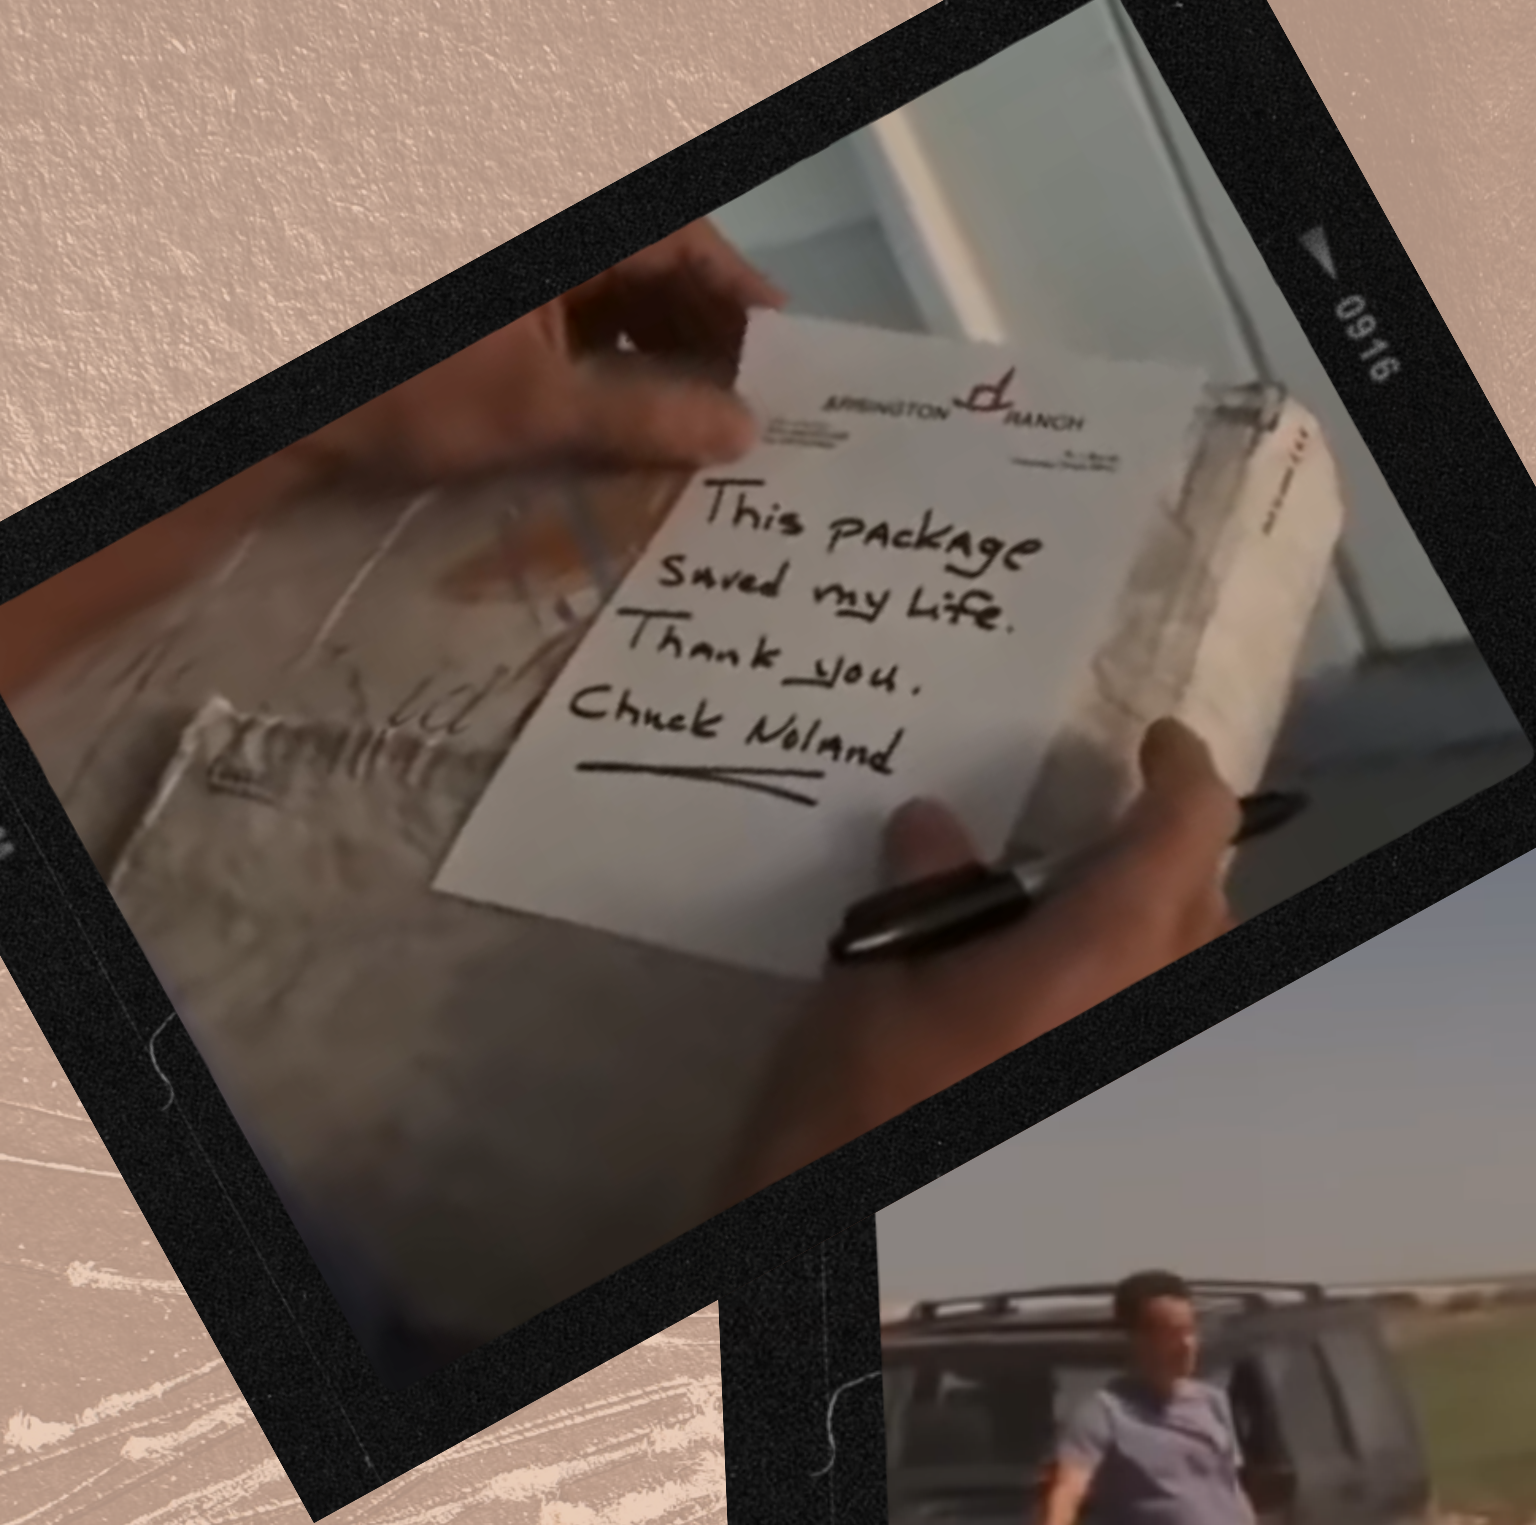 ARRINGTON RANCH
This package
saved my Life.
Thank you.
Chuck Noland
0916